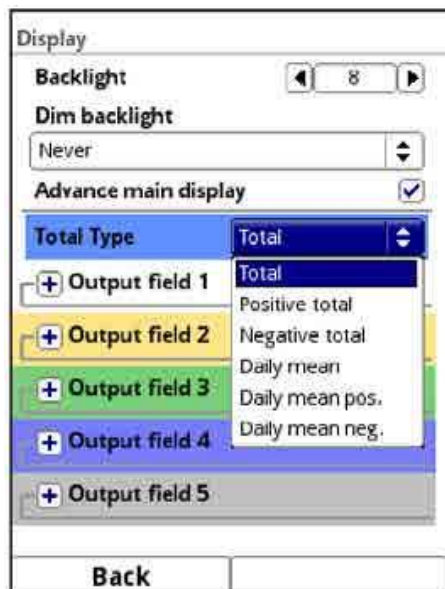 Display
Backlight 8
Dim backlight
Never
Advance main display
Total Type Total
Total
Positive total
Negative total
Daily mean
Daily mean pos.
Daily mean neg.
Output field 1
Output field 2
Output field 3
Output field 4
Output field 5
Back